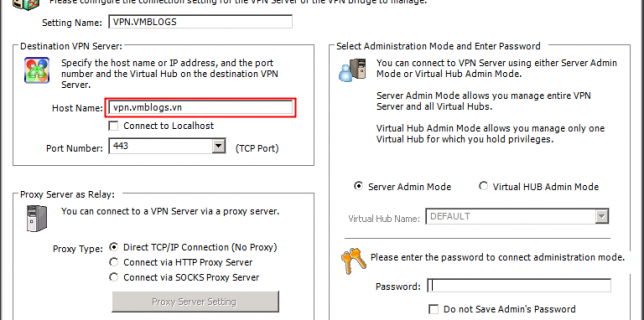 Please configure the connection setting for the VPN Server or the VPN Bridge to manage.
Setting Name: VPN.VMBLOGS
Destination VPN Server:
Specify the host name or IP address, and the port
number and the Virtual Hub on the destination VPN
Server.
Host Name: vpn.vmblogs.vn
Connect to Localhost
Port Number: 443 (TCP Port)
Proxy Server as Relay:
You can connect to a VPN Server via a proxy server.
Proxy Type: Direct TCP/IP Connection (No Proxy)
Connect via HTTP Proxy Server
Connect via SOCKS Proxy Server
Proxy Server Setting
Select Administration Mode and Enter Password
You can connect to VPN Server using either Server Admin
Mode or Virtual Hub Admin Mode.
Server Admin Mode allows you manage entire VPN
Server and all Virtual Hubs.
Virtual Hub Admin Mode allows you manage only one
Virtual Hub for which you hold privileges.
Server Admin Mode Virtual HUB Admin Mode
Virtual Hub Name: DEFAULT
Please enter the password to connect administration mode.
Password:
Do not Save Admin's Password